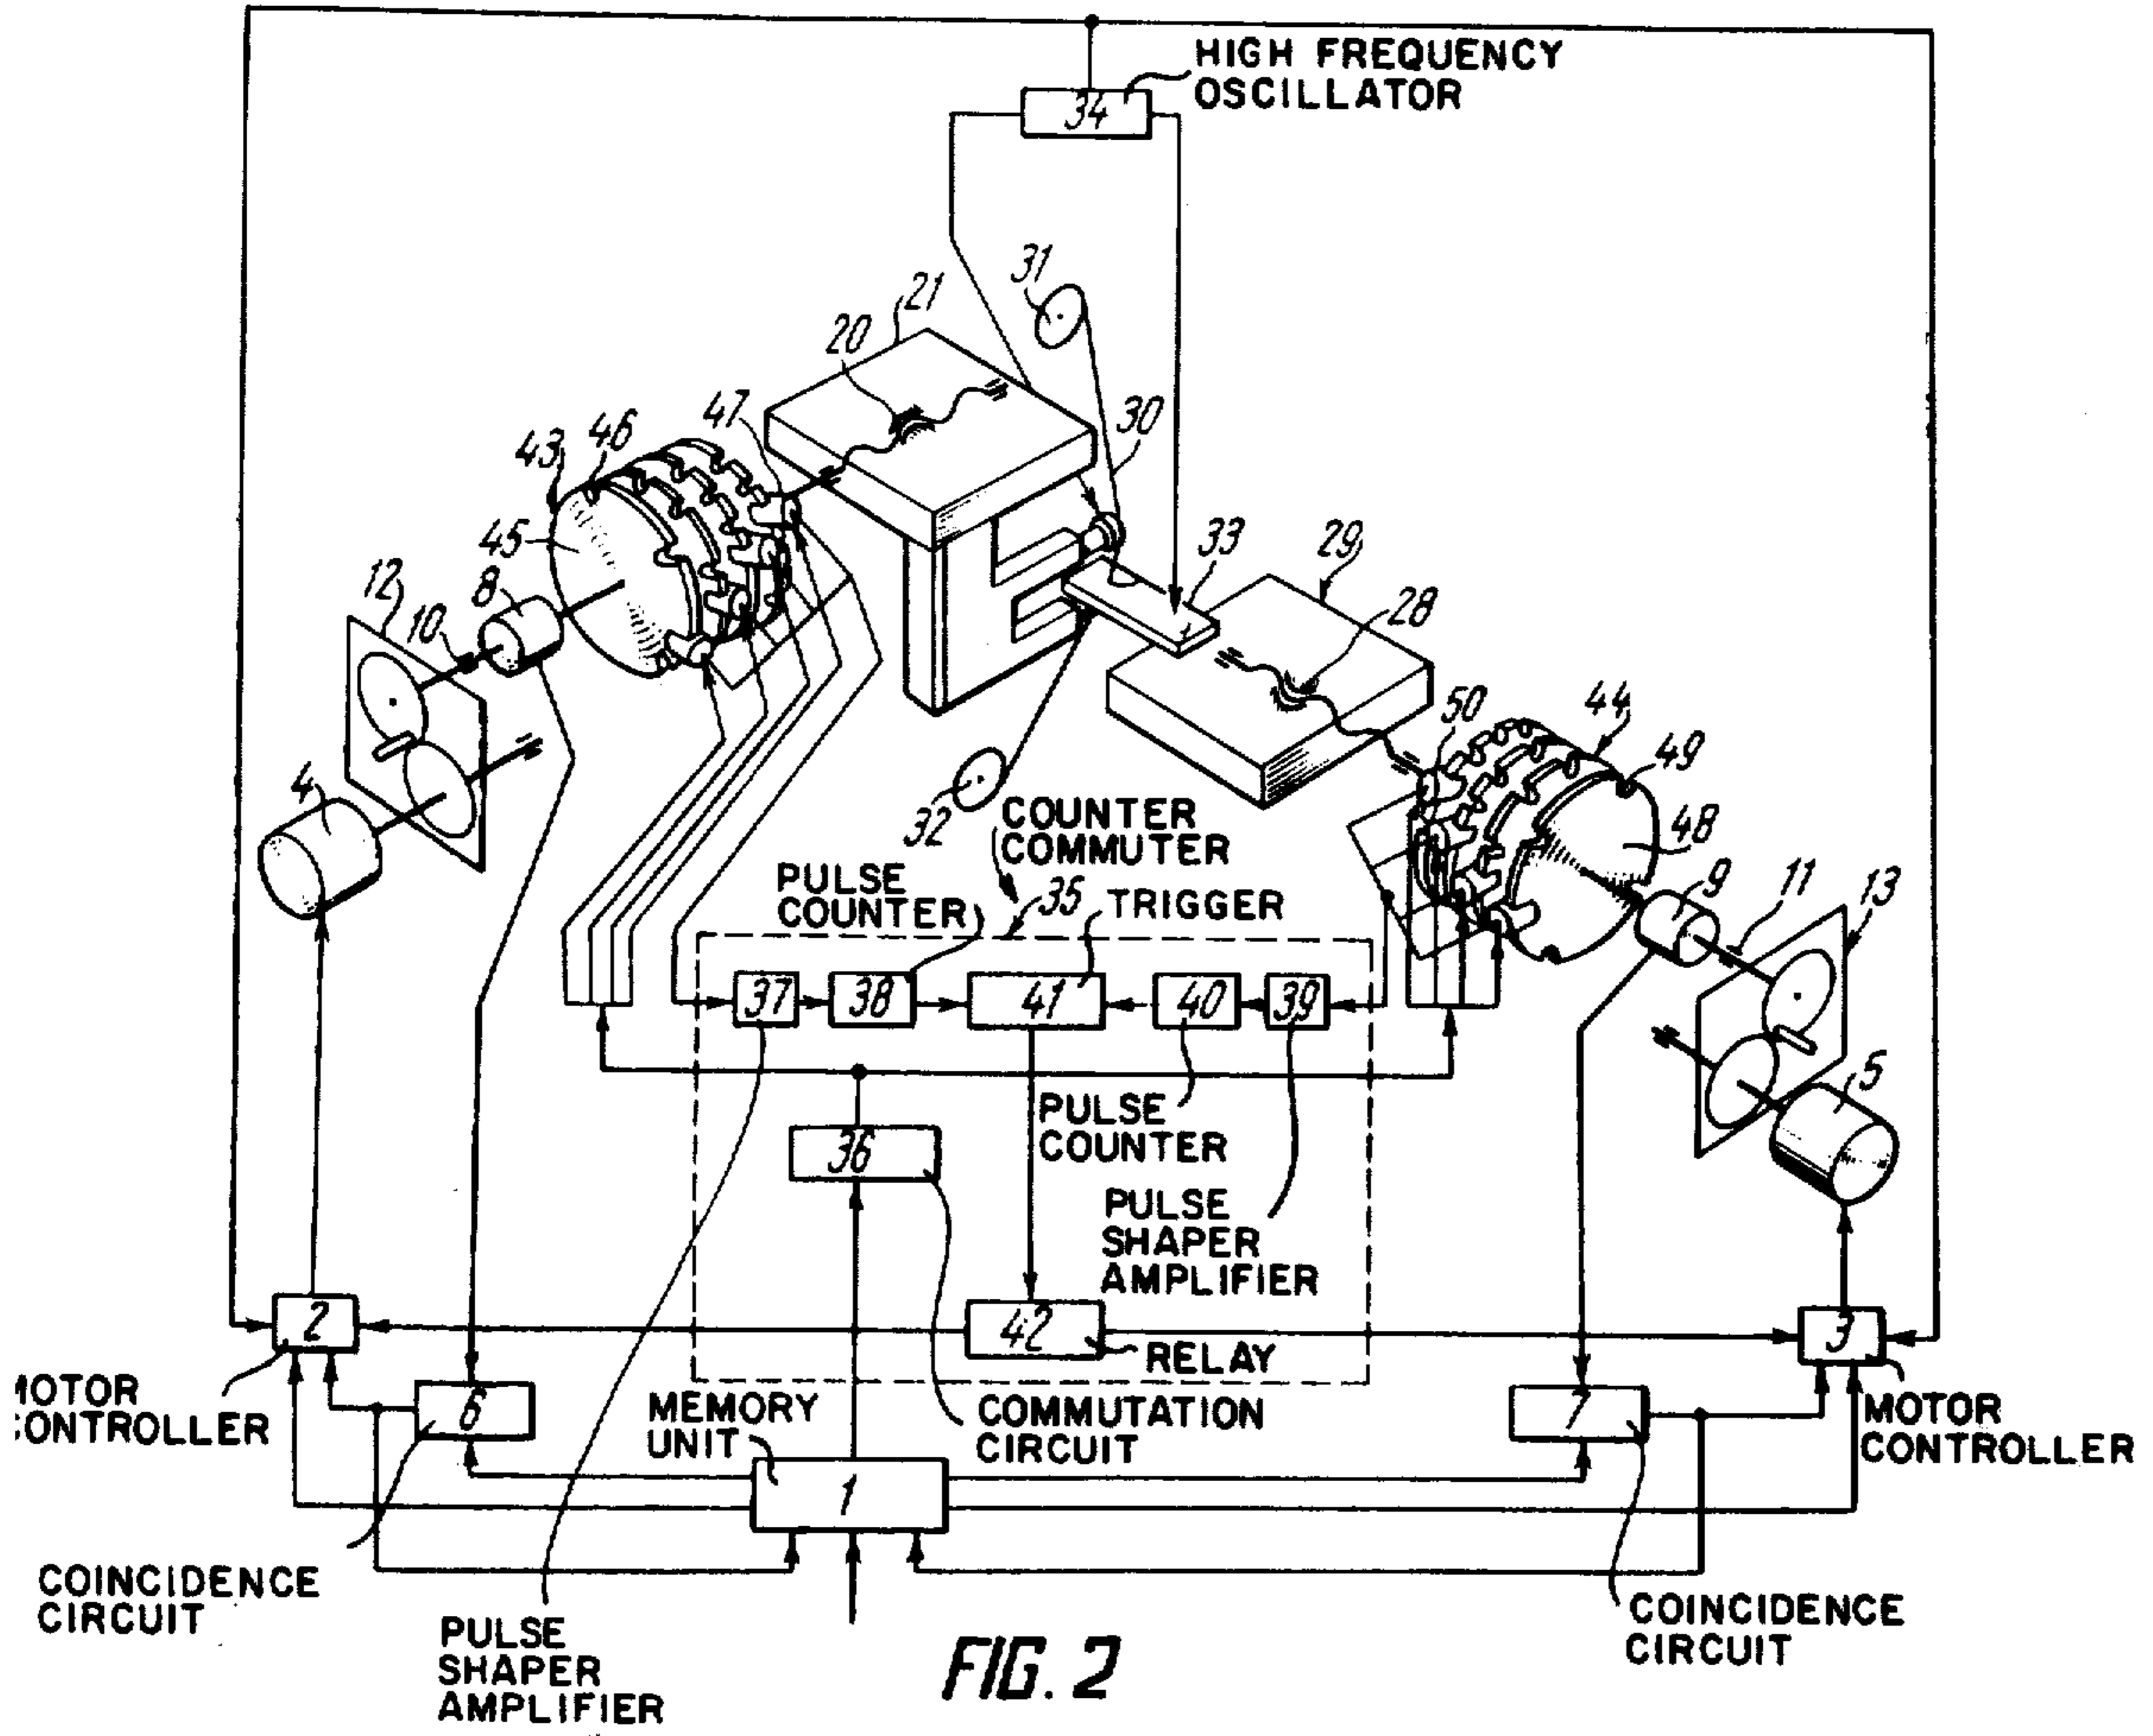 HIGH FREQUENCY
OSCILLATOR
34
31
21
20
30
47
46
43
45
33
29
12
10
8
28
50
44
49
4
32
COUNTER
COMMUTER
48
PULSE
COUNTER
35
TRIGGER
9
11
13
37
38
41
40
39
5
PULSE
COUNTER
36
PULSE
SHAPER
AMPLIFIER
2
42
3
RELAY
MOTOR
CONTROLLER
6
MEMORY
UNIT
COMMUTATION
CIRCUIT
7
MOTOR
CONTROLLER
1
COINCIDENCE
CIRCUIT
COINCIDENCE
CIRCUIT
PULSE
SHAPER
AMPLIFIER
FIG. 2